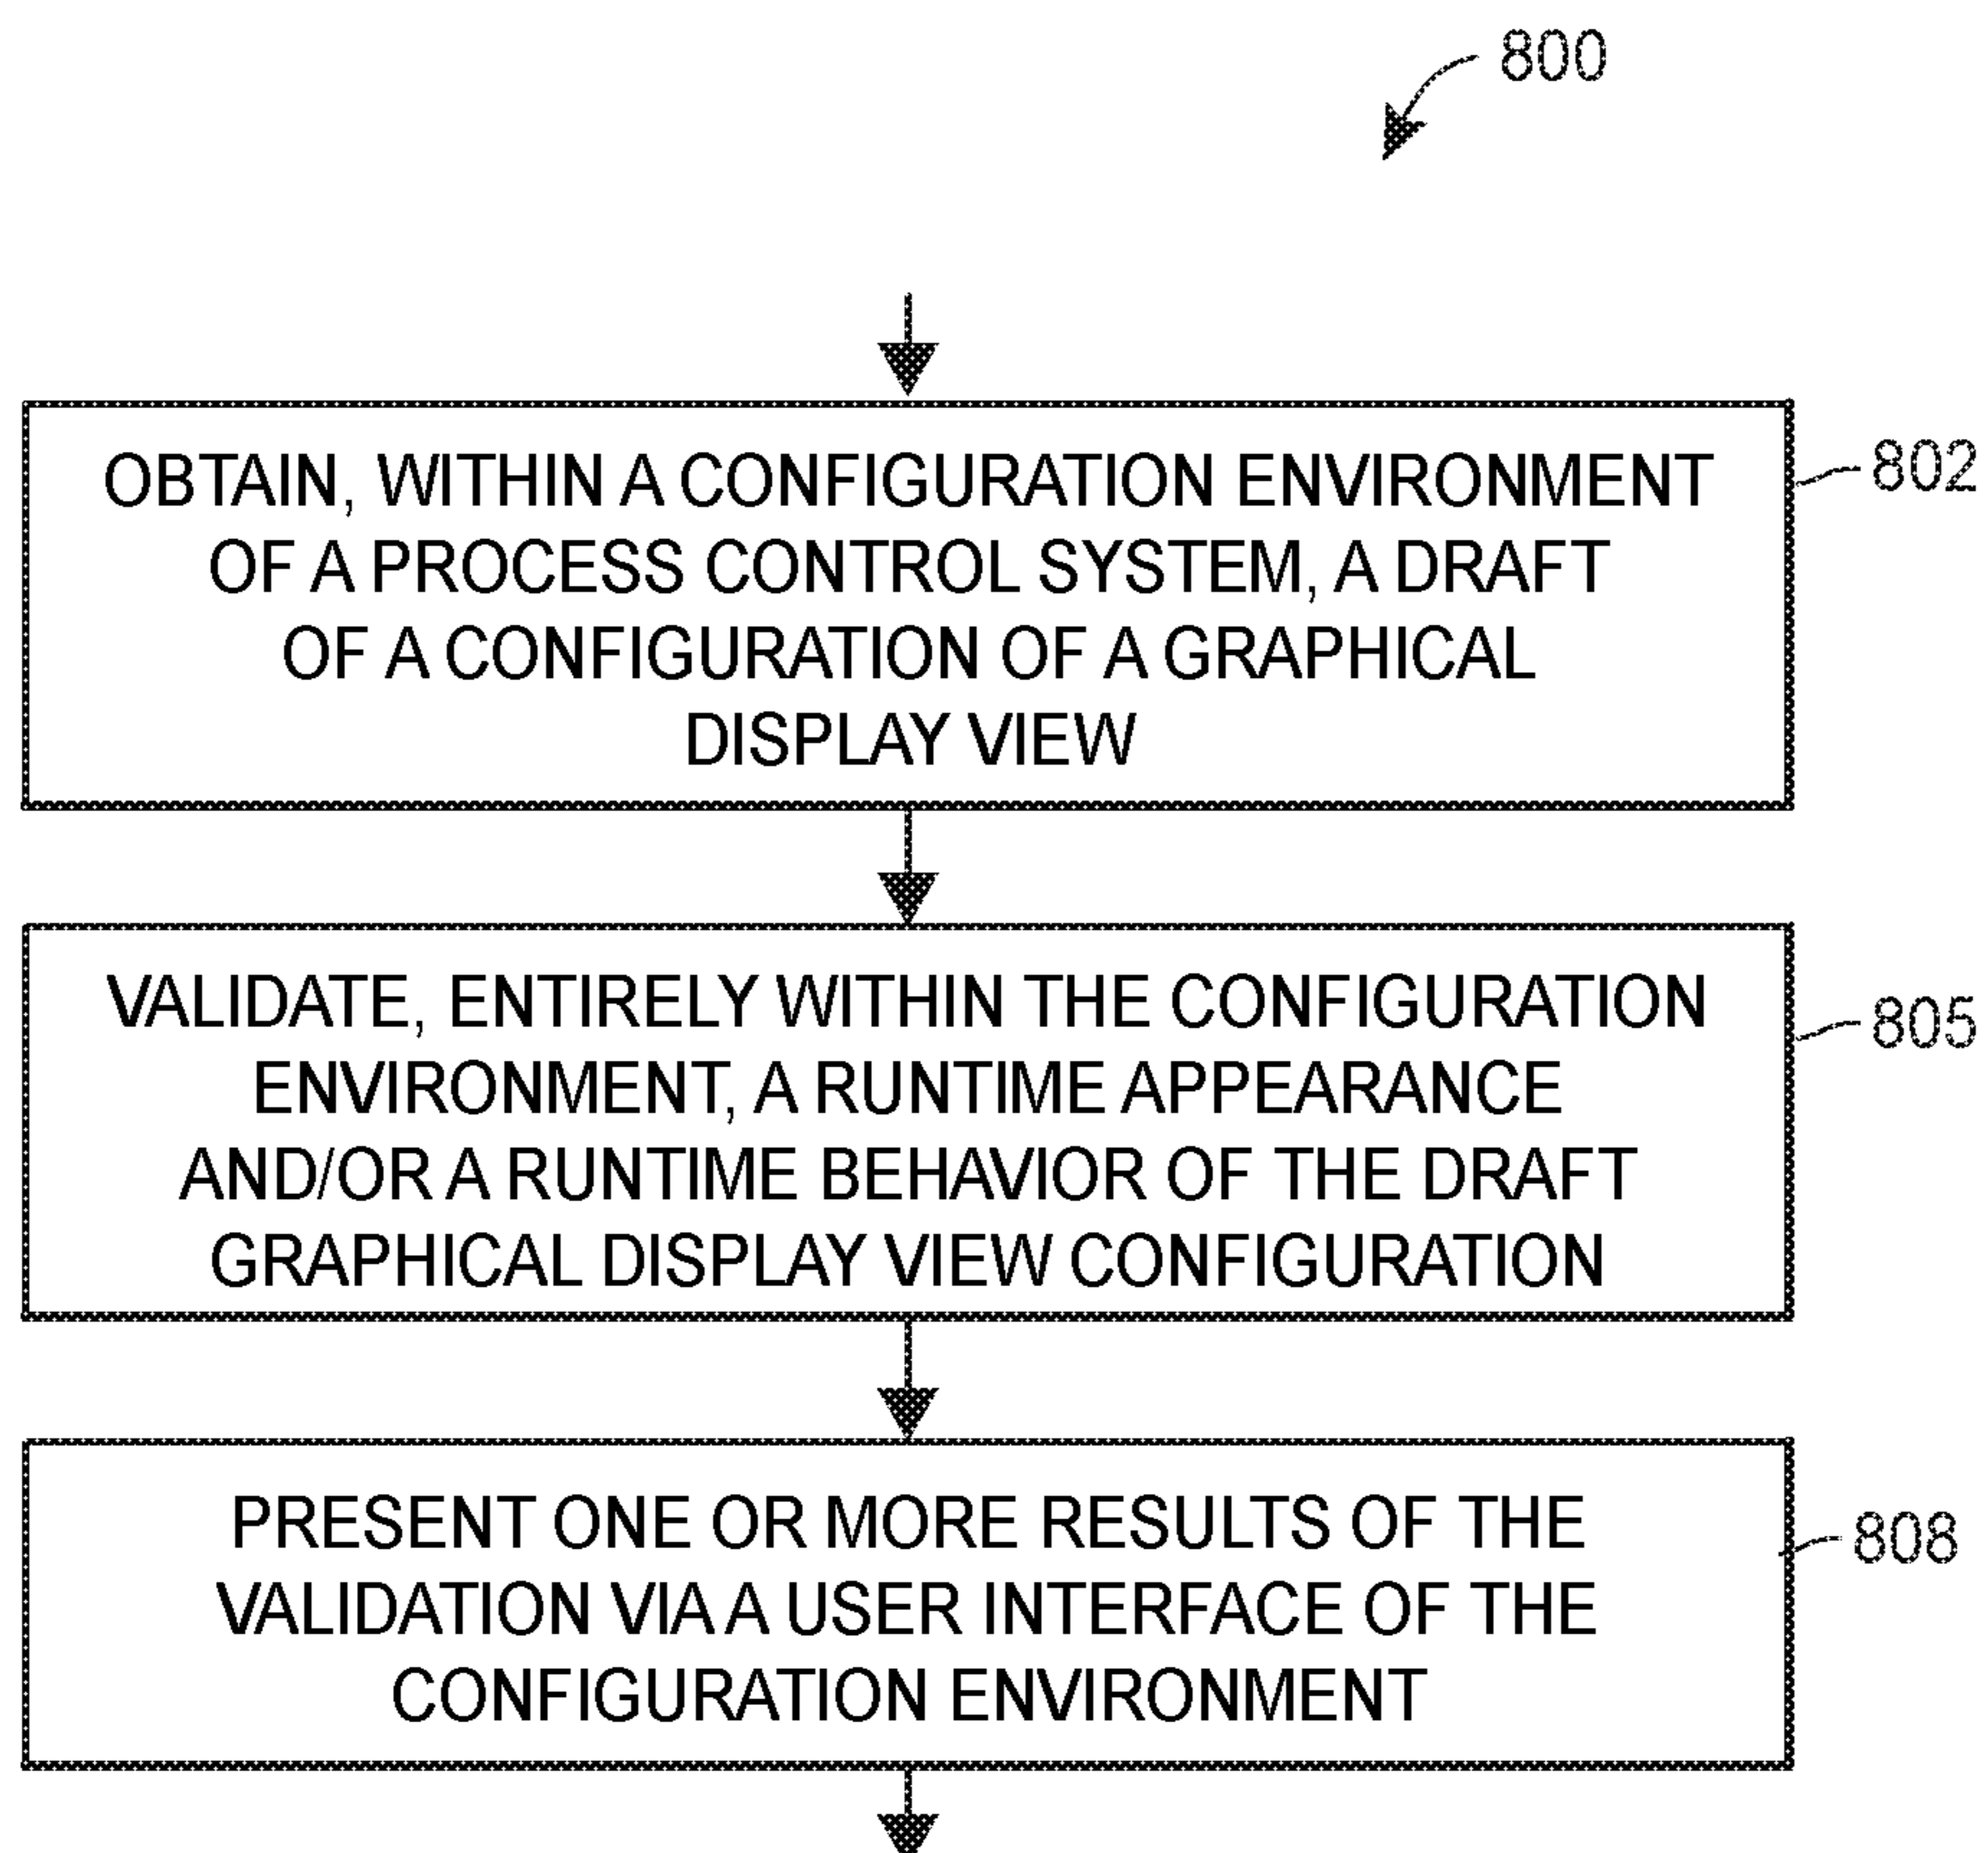 800
OBTAIN, WITHIN A CONFIGURATION ENVIRONMENT
OF A PROCESS CONTROL SYSTEM, A DRAFT
OF A CONFIGURATION OF A GRAPHICAL
DISPLAY VIEW
802
VALIDATE, ENTIRELY WITHIN THE CONFIGURATION
ENVIRONMENT, A RUNTIME APPEARANCE
AND/OR A RUNTIME BEHAVIOR OF THE DRAFT
GRAPHICAL DISPLAY VIEW CONFIGURATION
805
PRESENT ONE OR MORE RESULTS OF THE
VALIDATION VIA A USER INTERFACE OF THE
CONFIGURATION ENVIRONMENT
808